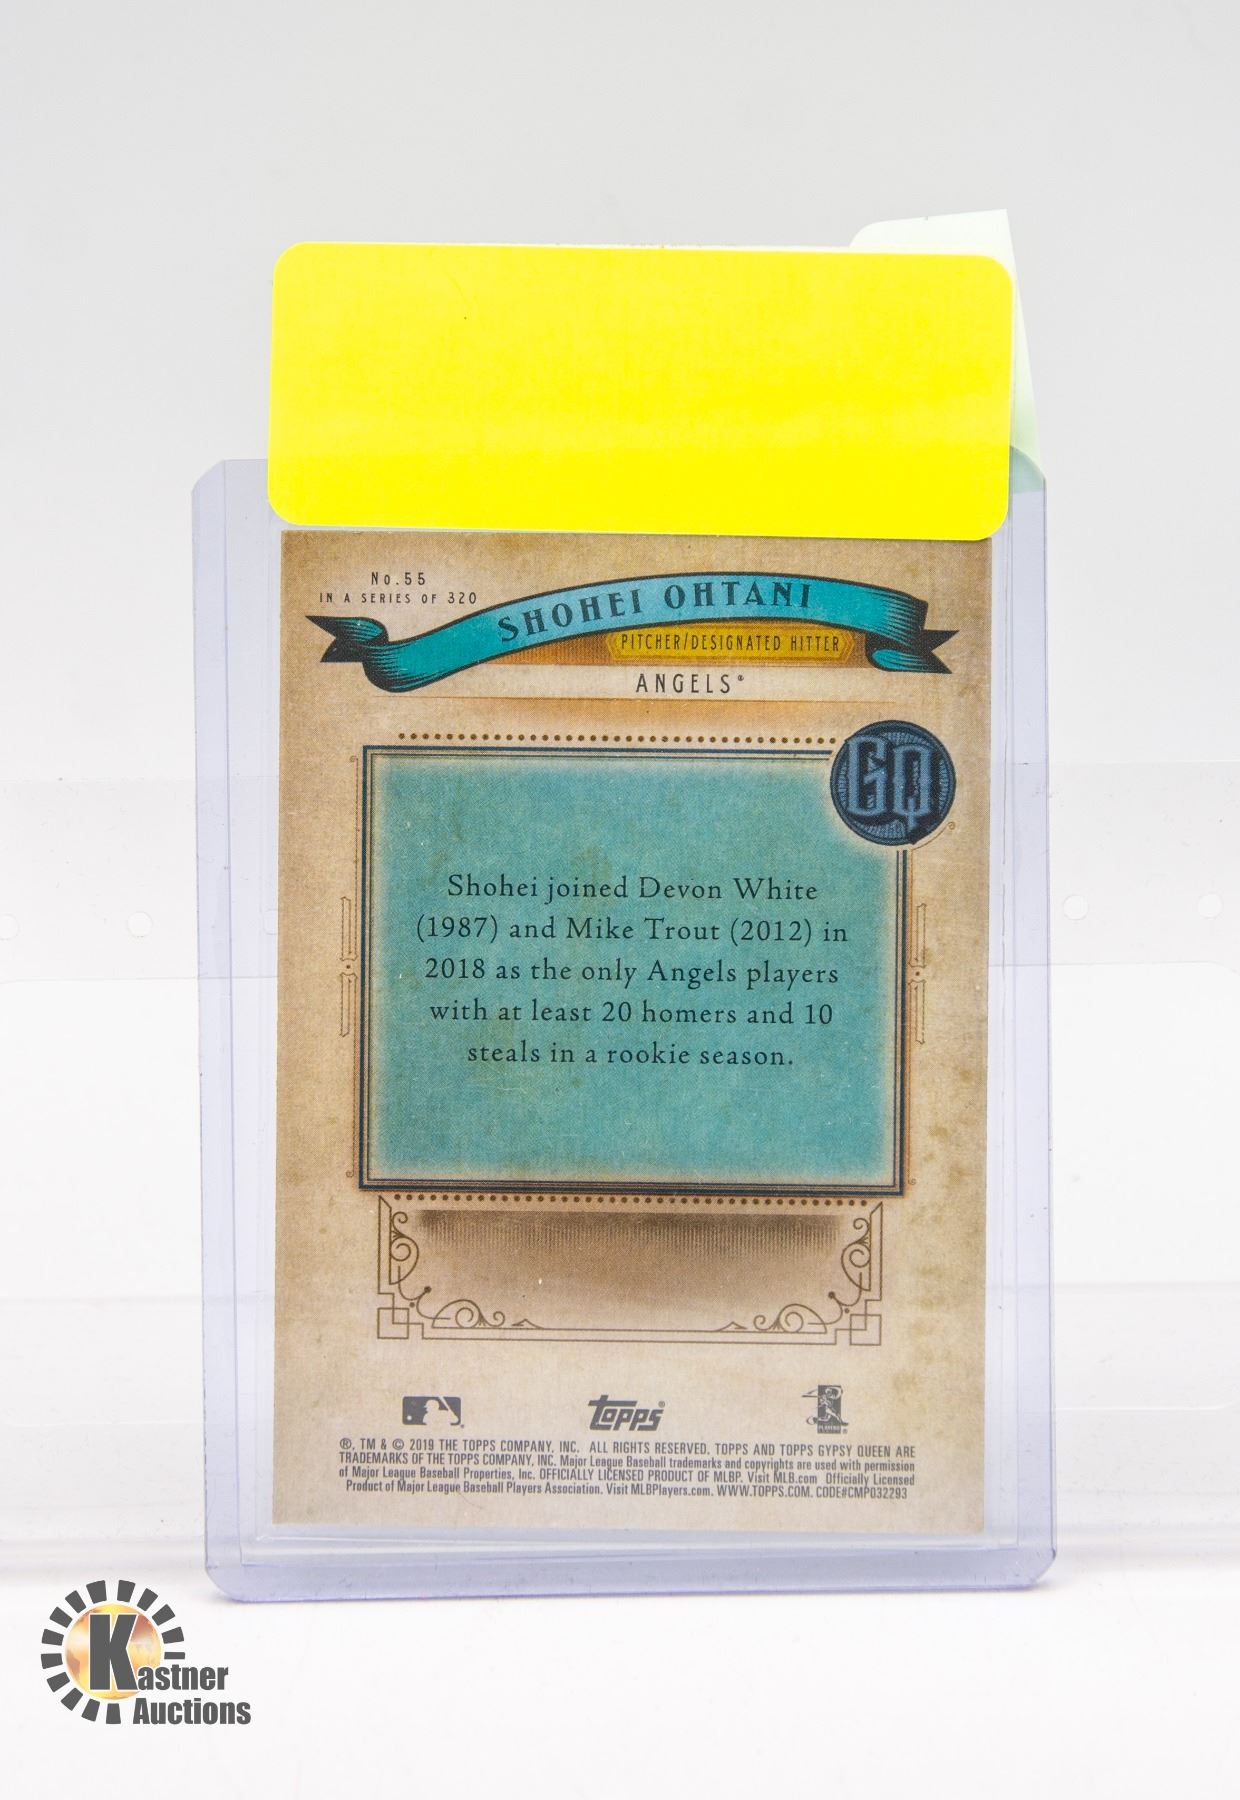 No.55
IN A SERIES OF 320
SHOHEI OHTANI
PITCHER/DESIGNATED HITTER
ANGELS®
GQ
Shohei joined Devon White
(1987) and Mike Trout (2012) in
2018 as the only Angels players
with at least 20 homers and 10
steals in a rookie season.
topps®
®, TM & © 2019 THE TOPPS COMPANY, INC. ALL RIGHTS RESERVED. TOPPS AND TOPPS GYPSY QUEEN ARE
TRADEMARKS OF THE TOPPS COMPANY, INC. Major League Baseball trademarks and copyrights are used with permission
of Major League Baseball Properties, Inc. OFFICIALLY LICENSED PRODUCT OF MLBP. Visit MLB.com Officially Licensed
Product of Major League Baseball Players Association. Visit MLBPlayers.com. WWW.TOPPS.COM. CODE#CMP032293
Kastner
Auctions